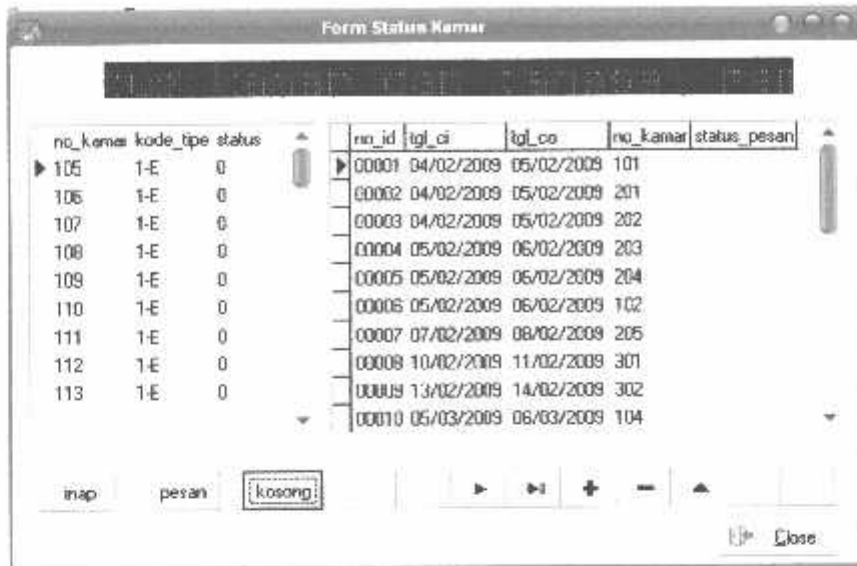 Form Status Kamar
no_kamar kode_tipe status
105 1-E 0
106 1-E 0
107 1-E 0
108 1-E 0
109 1-E 0
110 1-E 0
111 1-E 0
112 1-E 0
113 1-E 0
no_id tgl_ci tgl_co no_kamar status_pesan
00001 04/02/2009 05/02/2009 101
00002 04/02/2009 05/02/2009 201
00003 04/02/2009 05/02/2009 202
00004 05/02/2009 06/02/2009 203
00005 05/02/2009 06/02/2009 204
00006 05/02/2009 06/02/2009 102
00007 07/02/2009 08/02/2009 205
00008 10/02/2009 11/02/2009 301
00009 13/02/2009 14/02/2009 302
00010 05/03/2009 06/03/2009 104
inap pesan kosong
Close